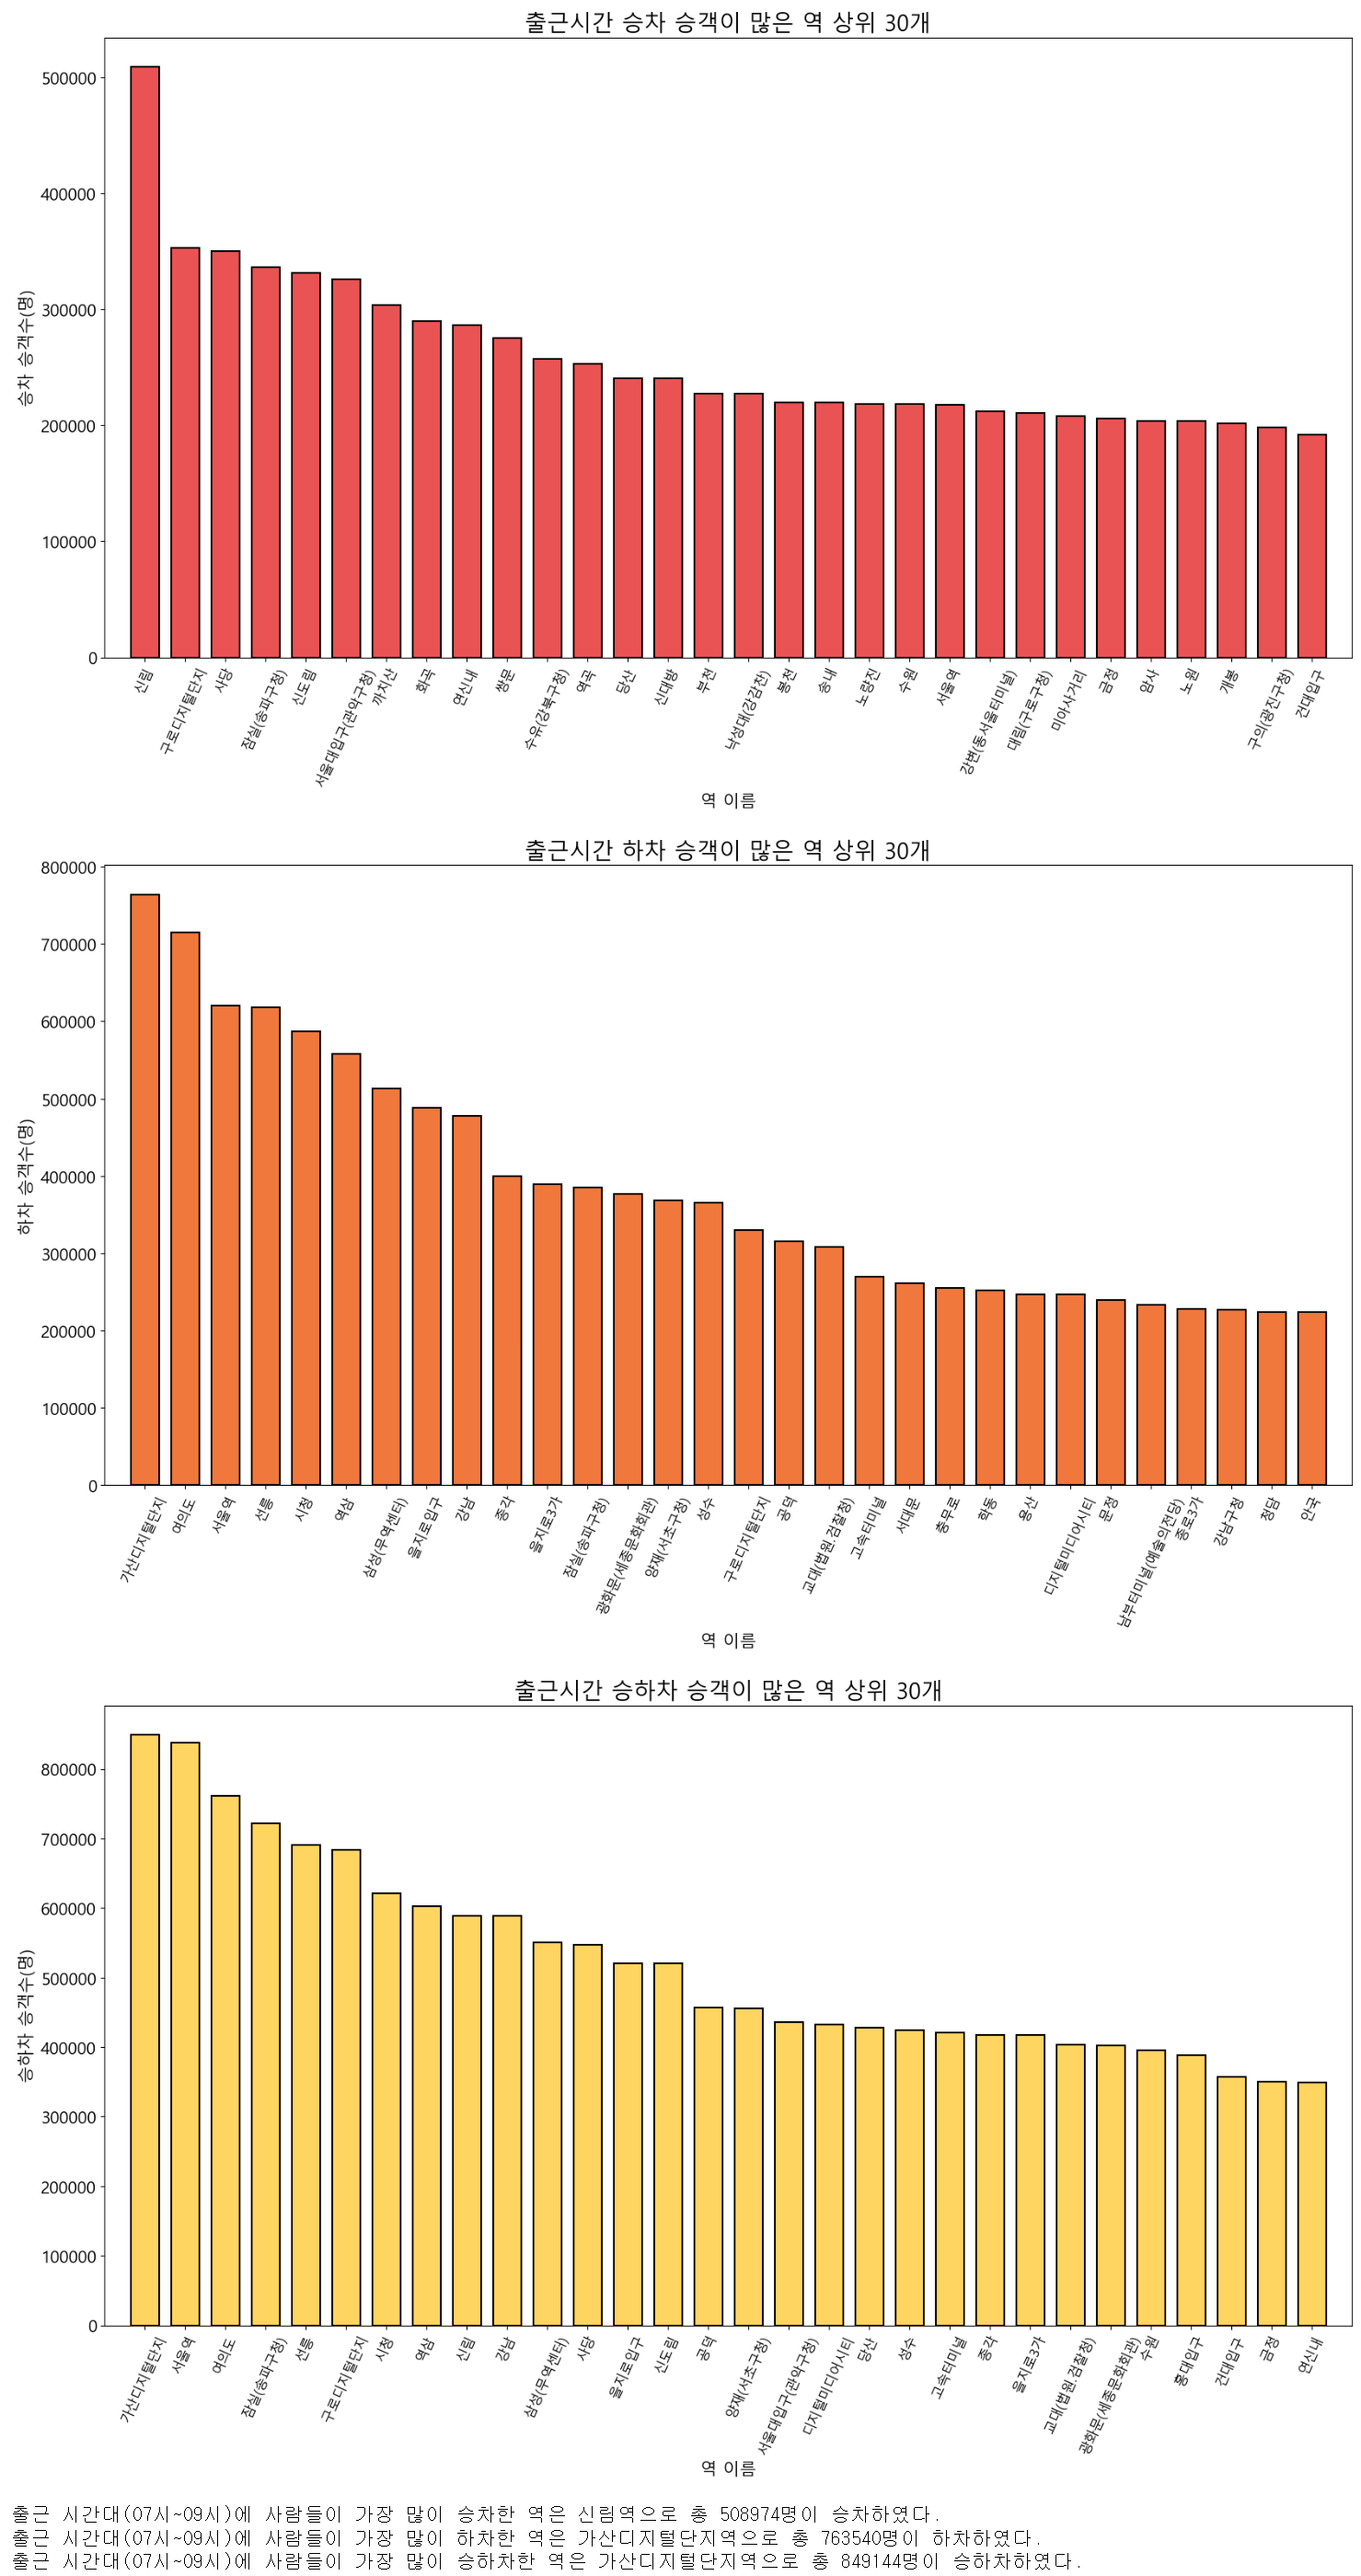 출근시간 승차 승객이 많은 역 상위 30개
500000
400000
300000
200000
100000
0
승차 승객수(명)
신림
구로디지털단지
사당
잠실(송파구청)
신도림
서울대입구(관악구청)
까치산
화곡
연신내
쌍문
수유(강북구청)
역곡
당산
신대방
부천
낙성대(강감찬)
봉천
송내
노량진
수원
서울역
강변(동서울터미널)
대림(구로구청)
미아사거리
금정
암사
노원
개봉
구의(광진구청)
건대입구
역 이름
출근시간 하차 승객이 많은 역 상위 30개
800000
700000
600000
500000
400000
300000
200000
100000
0
하차 승객수(명)
가산디지털단지
여의도
서울역
선릉
시청
역삼
삼성(무역센터)
을지로입구
강남
종각
을지로3가
잠실(송파구청)
광화문(세종문화회관)
양재(서초구청)
성수
구로디지털단지
공덕
교대(법원.검찰청)
고속터미널
서대문
충무로
학동
용산
디지털미디어시티
문정
남부터미널(예술의전당)
종로3가
강남구청
청담
안국
역 이름
출근시간 승하차 승객이 많은 역 상위 30개
800000
700000
600000
500000
400000
300000
200000
100000
0
승하차 승객수(명)
가산디지털단지
서울역
여의도
잠실(송파구청)
선릉
구로디지털단지
시청
역삼
신림
강남
삼성(무역센터)
사당
을지로입구
신도림
공덕
양재(서초구청)
서울대입구(관악구청)
디지털미디어시티
당산
성수
고속터미널
종각
을지로3가
교대(법원.검찰청)
광화문(세종문화회관)
수원
홍대입구
건대입구
금정
연신내
역 이름
출근 시간대(07시~09시)에 사람들이 가장 많이 승차한 역은 신림역으로 총 508974명이 승차하였다.
출근 시간대(07시~09시)에 사람들이 가장 많이 하차한 역은 가산디지털단지역으로 총 763540명이 하차하였다.
출근 시간대(07시~09시)에 사람들이 가장 많이 승하차한 역은 가산디지털단지역으로 총 849144명이 승하차하였다.